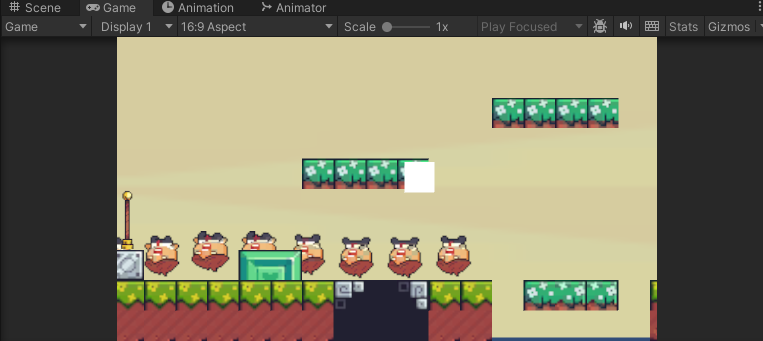 Scene Game Animation Animator
Game Display 1 16:9 Aspect Scale 1x Play Focused Stats Gizmos